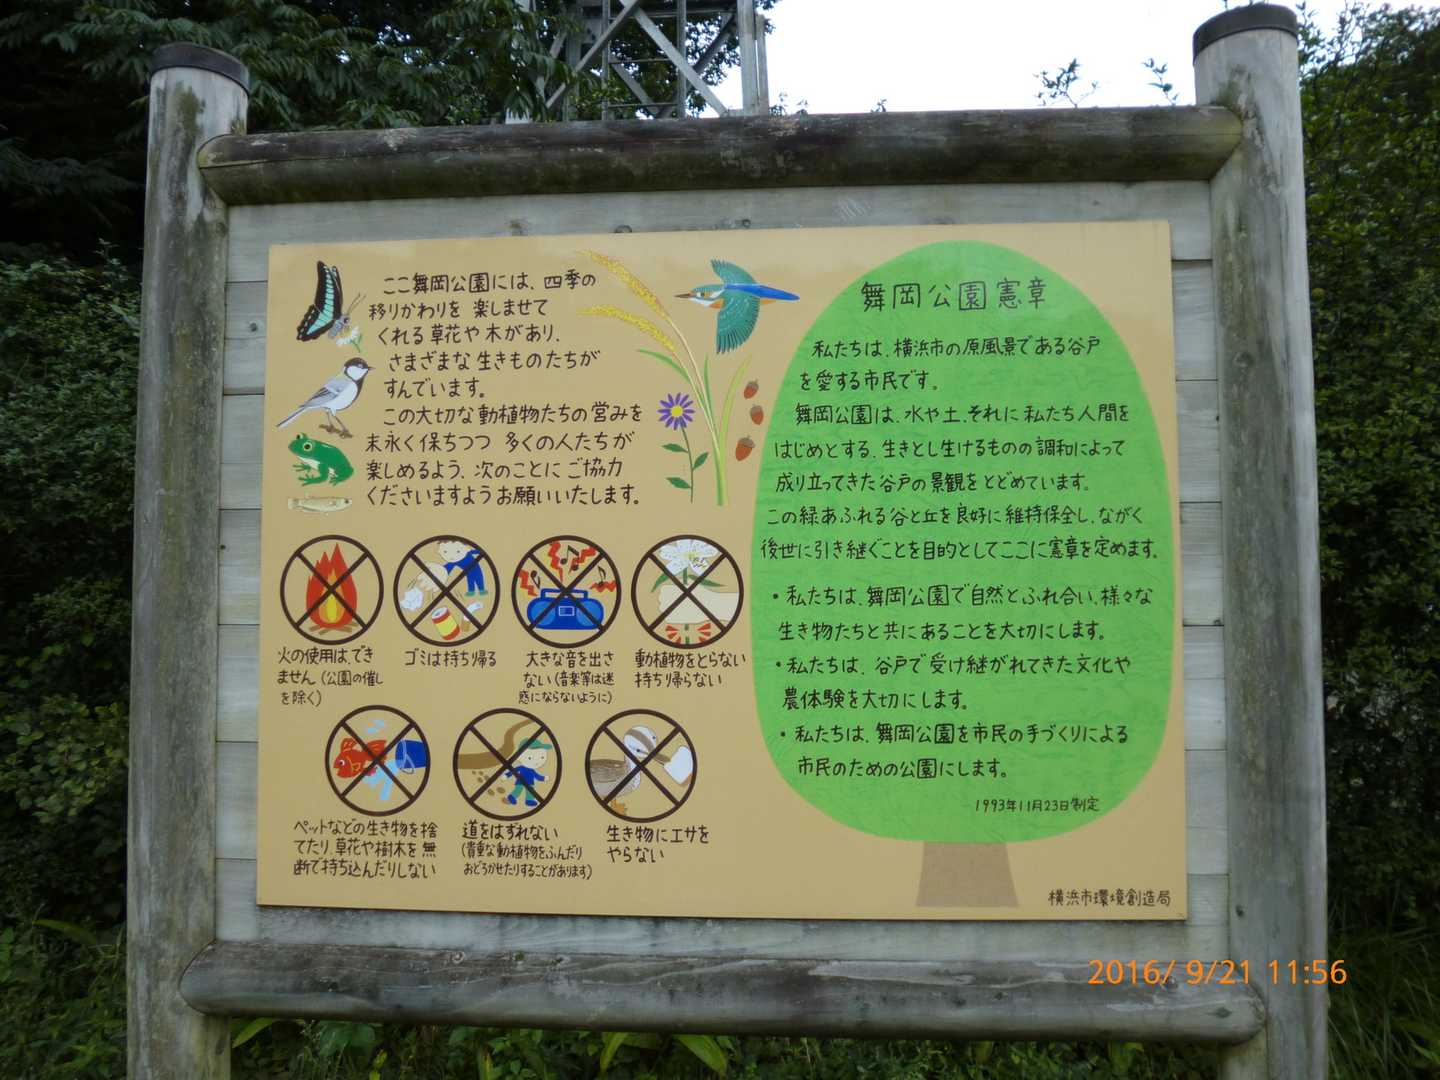 ここ舞岡公園には、四季の
移りかわりを 楽しませて
くれる草花や木があり、
さまざまな生きものたちが
すんでいます。
この大切な動植物たちの営みを
末永く保ちつつ 多くの人たちが
楽しめるよう、次のことにご協力
くださいますようお願いいたします。
火の使用は、でき
ません（公園の催し
を除く）
ゴミは持ち帰る
大きな音を出さ
ない（音楽等は迷
惑にならないように）
動植物をとらない
持ち帰らない
ペットなどの生き物を捨
てたり、草花や樹木を無
断で持ち込んだりしない
道をはずれない
（貴重な動植物をふんだり
おどろかせたりすることがあります）
生き物にエサを
やらない
舞岡公園憲章
私たちは、横浜市の原風景である谷戸
を愛する市民です。
舞岡公園は、水や土、それに私たち人間を
はじめとする、生きとし生けるものの調和によって
成り立ってきた谷戸の景観をとどめています。
この緑あふれる谷と丘を良好に維持保全し、ながく
後世に引き継ぐことを目的としてここに憲章を定めます。
・私たちは、舞岡公園で自然とふれ合い、様々な
生き物たちと共にあることを大切にします。
・私たちは、谷戸で受け継がれてきた文化や
農体験を大切にします。
・私たちは、舞岡公園を市民の手づくりによる
市民のための公園にします。
1993年11月23日制定
横浜市環境創造局
2016/ 9/21 11:56